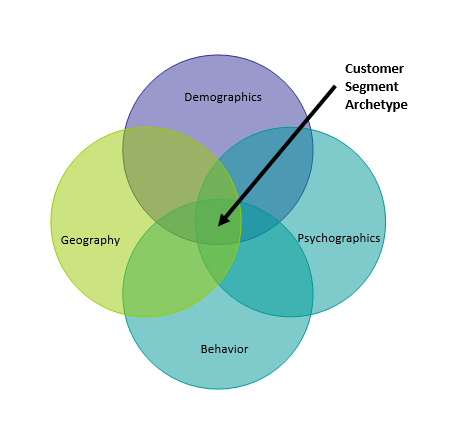 Customer
Segment
Archetype
Demographics
Geography
Psychographics
Behavior